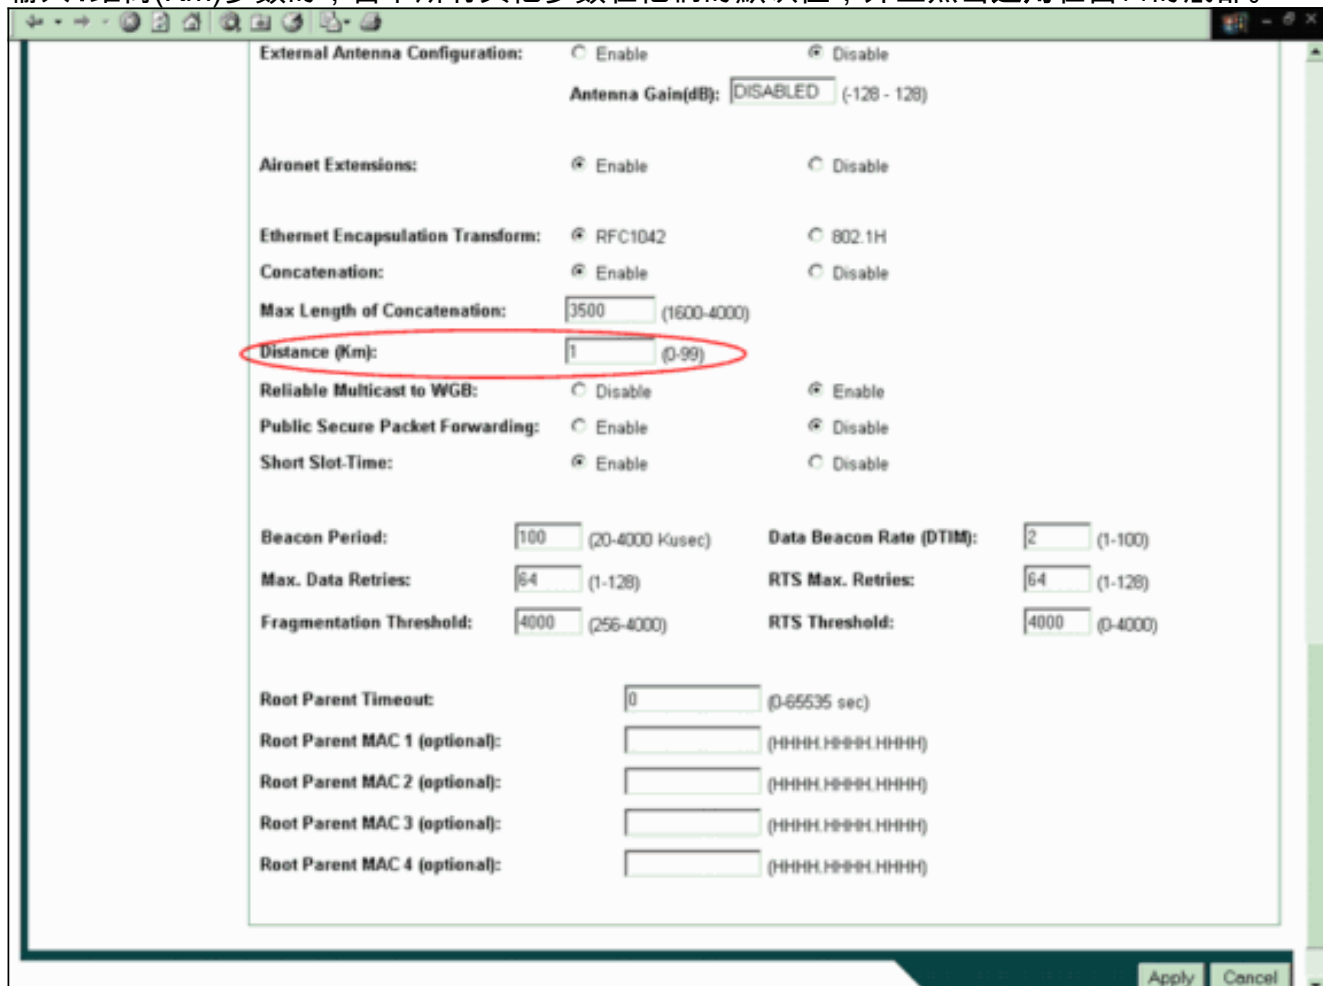 External Antenna Configuration: Enable Disable
Antenna Gain(dB): DISABLED (-128 - 128)
Aironet Extensions: Enable Disable
Ethernet Encapsulation Transform: RFC1042 802.1H
Concatenation: Enable Disable
Max Length of Concatenation: 3500 (1600-4000)
Distance (Km): 1 (0-99)
Reliable Multicast to WGB: Disable Enable
Public Secure Packet Forwarding: Enable Disable
Short Slot-Time: Enable Disable
Beacon Period: 100 (20-4000 Kusec) Data Beacon Rate (DTIM): 2 (1-100)
Max. Data Retries: 64 (1-128) RTS Max. Retries: 64 (1-128)
Fragmentation Threshold: 4000 (256-4000) RTS Threshold: 4000 (0-4000)
Root Parent Timeout: 0 (0-65535 sec)
Root Parent MAC 1 (optional): (HHHH.HHHH.HHHH)
Root Parent MAC 2 (optional): (HHHH.HHHH.HHHH)
Root Parent MAC 3 (optional): (HHHH.HHHH.HHHH)
Root Parent MAC 4 (optional): (HHHH.HHHH.HHHH)
Apply Cancel